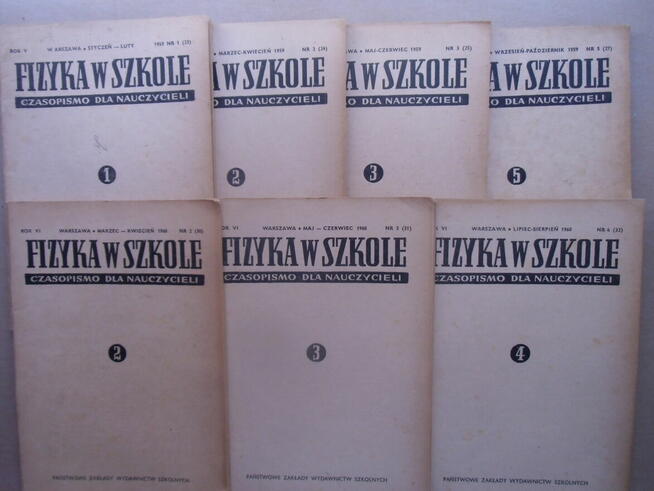 ROK V WARSZAWA • STYCZEŃ — LUTY 1959 NR 1 (23)
FIZYKA W SZKOLE
CZASOPISMO DLA NAUCZYCIELI
1
MARZEC-KWIECIEŃ 1959 NR 2 (24)
A W SZKOLE
O DLA NAUCZYCIELI
2
MAJ-CZERWIEC 1959 NR 3 (25)
W SZKOLE
DLA NAUCZYCIELI
3
WRZESIEŃ-PAŹDZIERNIK 1959 NR 5 (27)
W SZKOLE
DLA NAUCZYCIELI
5
ROK VI WARSZAWA • MARZEC — KWIECIEŃ 1960 NR 2 (30)
FIZYKA W SZKOLE
CZASOPISMO DLA NAUCZYCIELI
2
PAŃSTWOWE ZAKŁADY WYDAWNICTW SZKOLNYCH
ROK VI WARSZAWA • MAJ — CZERWIEC 1960 NR 3 (31)
FIZYKA W SZKOLE
CZASOPISMO DLA NAUCZYCIELI
3
PAŃSTWOWE ZAKŁADY WYDAWNICTW SZKOLNYCH
VI WARSZAWA • LIPIEC-SIERPIEŃ 1960 NR 4 (32)
FIZYKA W SZKOLE
CZASOPISMO DLA NAUCZYCIELI
4
PAŃSTWOWE ZAKŁADY WYDAWNICTW SZKOLNYCH